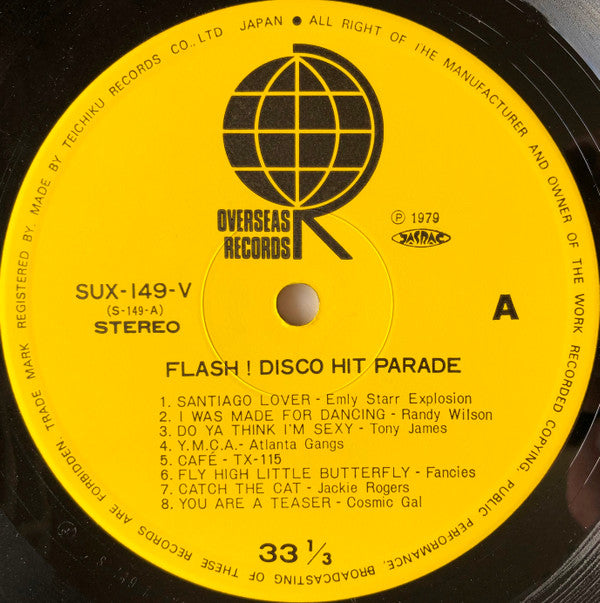 TRADE MARK REGISTERED BY, MADE BY TEICHIKU RECORDS CO., LTD JAPAN ● ALL RIGHT OF THE MANUFACTURER AND OWNER OF THE WORK RECORDED COPYING, PUBLIC PERFORMANCE, BROADCASTING OF THESE RECORDS ARE FORBIDDEN.
OVERSEAS
RECORDS
℗ 1979
JASRAC
SUX-149-V
(S-149-A)
STEREO
A
FLASH ! DISCO HIT PARADE
1. SANTIAGO LOVER - Emly Starr Explosion
2. I WAS MADE FOR DANCING - Randy Wilson
3. DO YA THINK I'M SEXY - Tony James
4. Y.M.C.A.- Atlanta Gangs
5. CAFÉ - TX-115
6. FLY HIGH LITTLE BUTTERFLY - Fancies
7. CATCH THE CAT - Jackie Rogers
8. YOU ARE A TEASER - Cosmic Gal
33 1/3